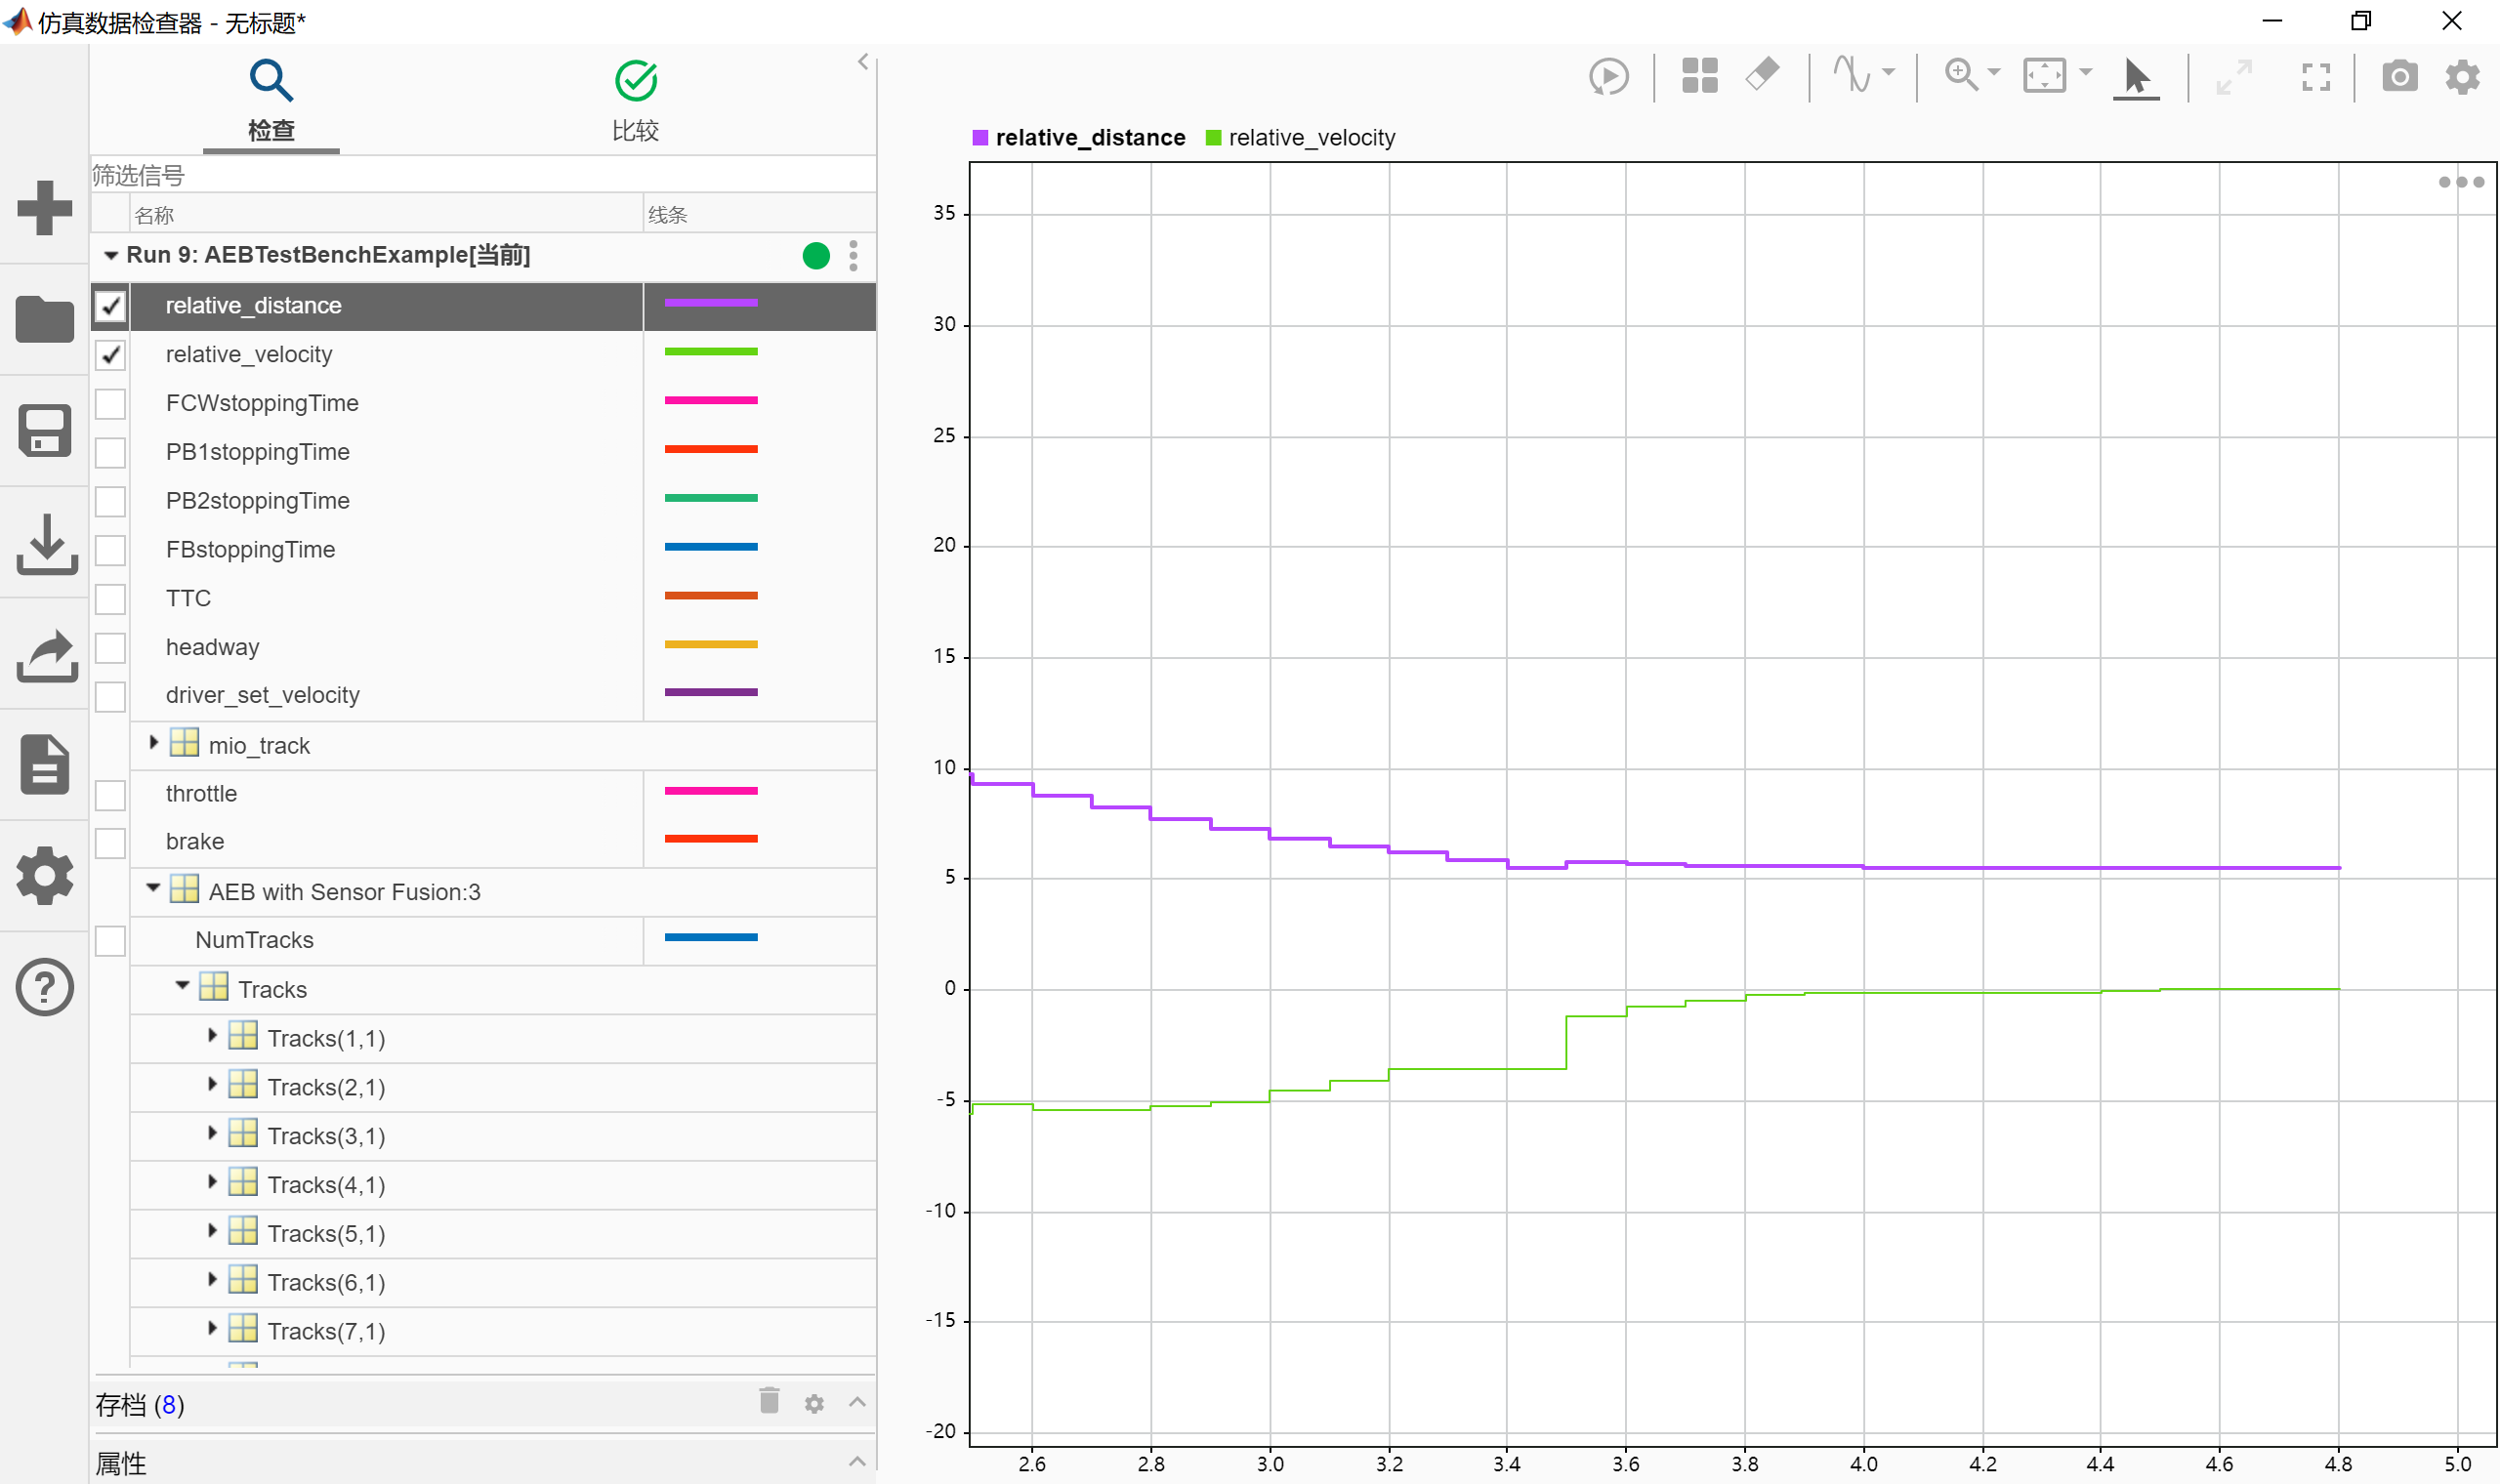 仿真数据检查器 - 无标题*
检查
比较
筛选信号
名称
线条
Run 9: AEBTestBenchExample[当前]
relative_distance
relative_velocity
FCWstoppingTime
PB1stoppingTime
PB2stoppingTime
FBstoppingTime
TTC
headway
driver_set_velocity
mio_track
throttle
brake
AEB with Sensor Fusion:3
NumTracks
Tracks
Tracks(1,1)
Tracks(2,1)
Tracks(3,1)
Tracks(4,1)
Tracks(5,1)
Tracks(6,1)
Tracks(7,1)
存档 (8)
属性
relative_distance relative_velocity
35
30
25
20
15
10
5
0
-5
-10
-15
-20
2.6 2.8 3.0 3.2 3.4 3.6 3.8 4.0 4.2 4.4 4.6 4.8 5.0